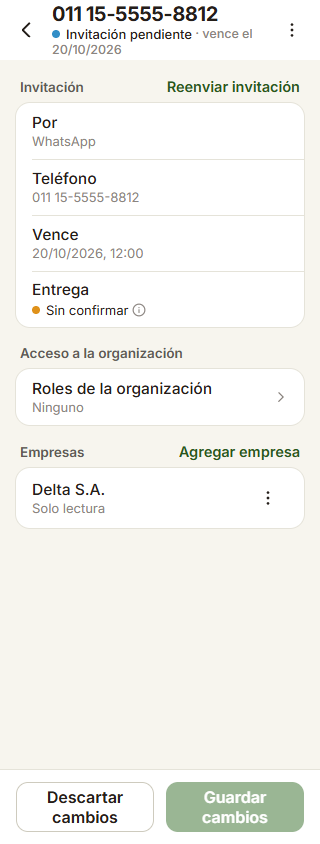 011 15-5555-8812
Invitación pendiente · vence el
20/10/2026
Invitación
Reenviar invitación
Por
WhatsApp
Teléfono
011 15-5555-8812
Vence
20/10/2026, 12:00
Entrega
Sin confirmar
Acceso a la organización
Roles de la organización
Ninguno
Empresas
Agregar empresa
Delta S.A.
Solo lectura
Descartar
cambios
Guardar
cambios